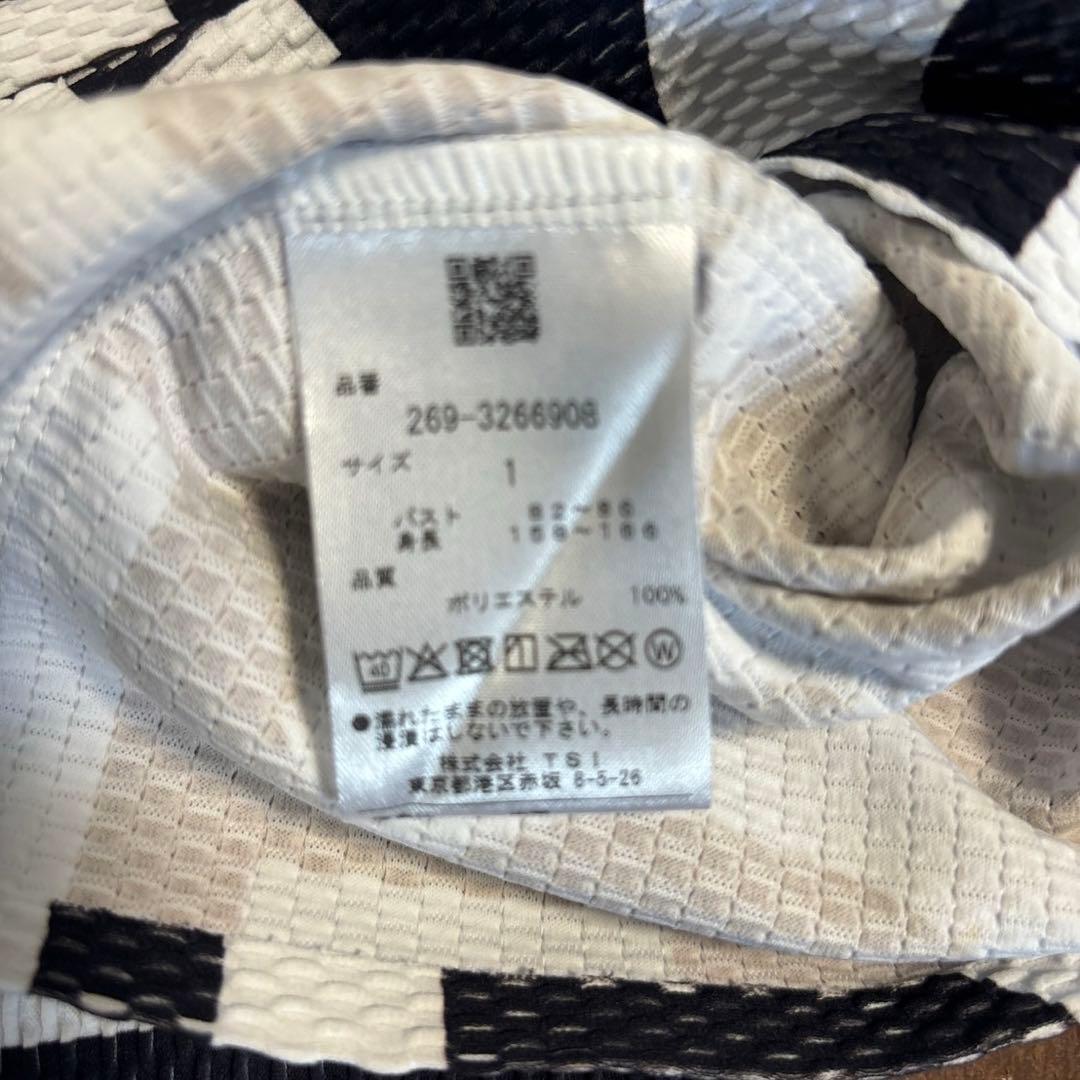 品番
269-3266908
サイズ 1
バスト
身長
品質
ポリエステル 100%
40
W
●濡れたままの放置や、長時間の
浸漬はしないで下さい。
株式会社 TSI
東京都港区赤坂 8-5-26